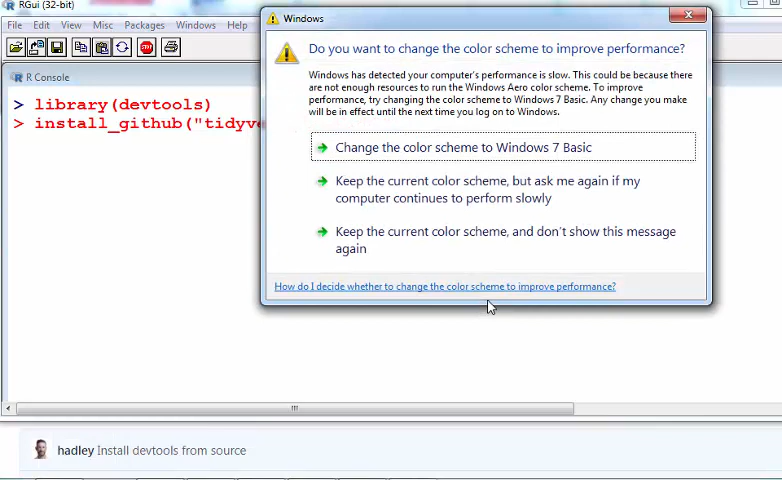 RGui (32-bit)
File Edit View Misc Packages Windows Help
R Console
> library(devtools)
> install_github("tidyve
Windows
Do you want to change the color scheme to improve performance?
Windows has detected your computer's performance is slow. This could be because there
are not enough resources to run the Windows Aero color scheme. To improve
performance, try changing the color scheme to Windows 7 Basic. Any change you make
will be in effect until the next time you log on to Windows.
Change the color scheme to Windows 7 Basic
Keep the current color scheme, but ask me again if my
computer continues to perform slowly
Keep the current color scheme, and don't show this message
again
How do I decide whether to change the color scheme to improve performance?
hadley Install devtools from source